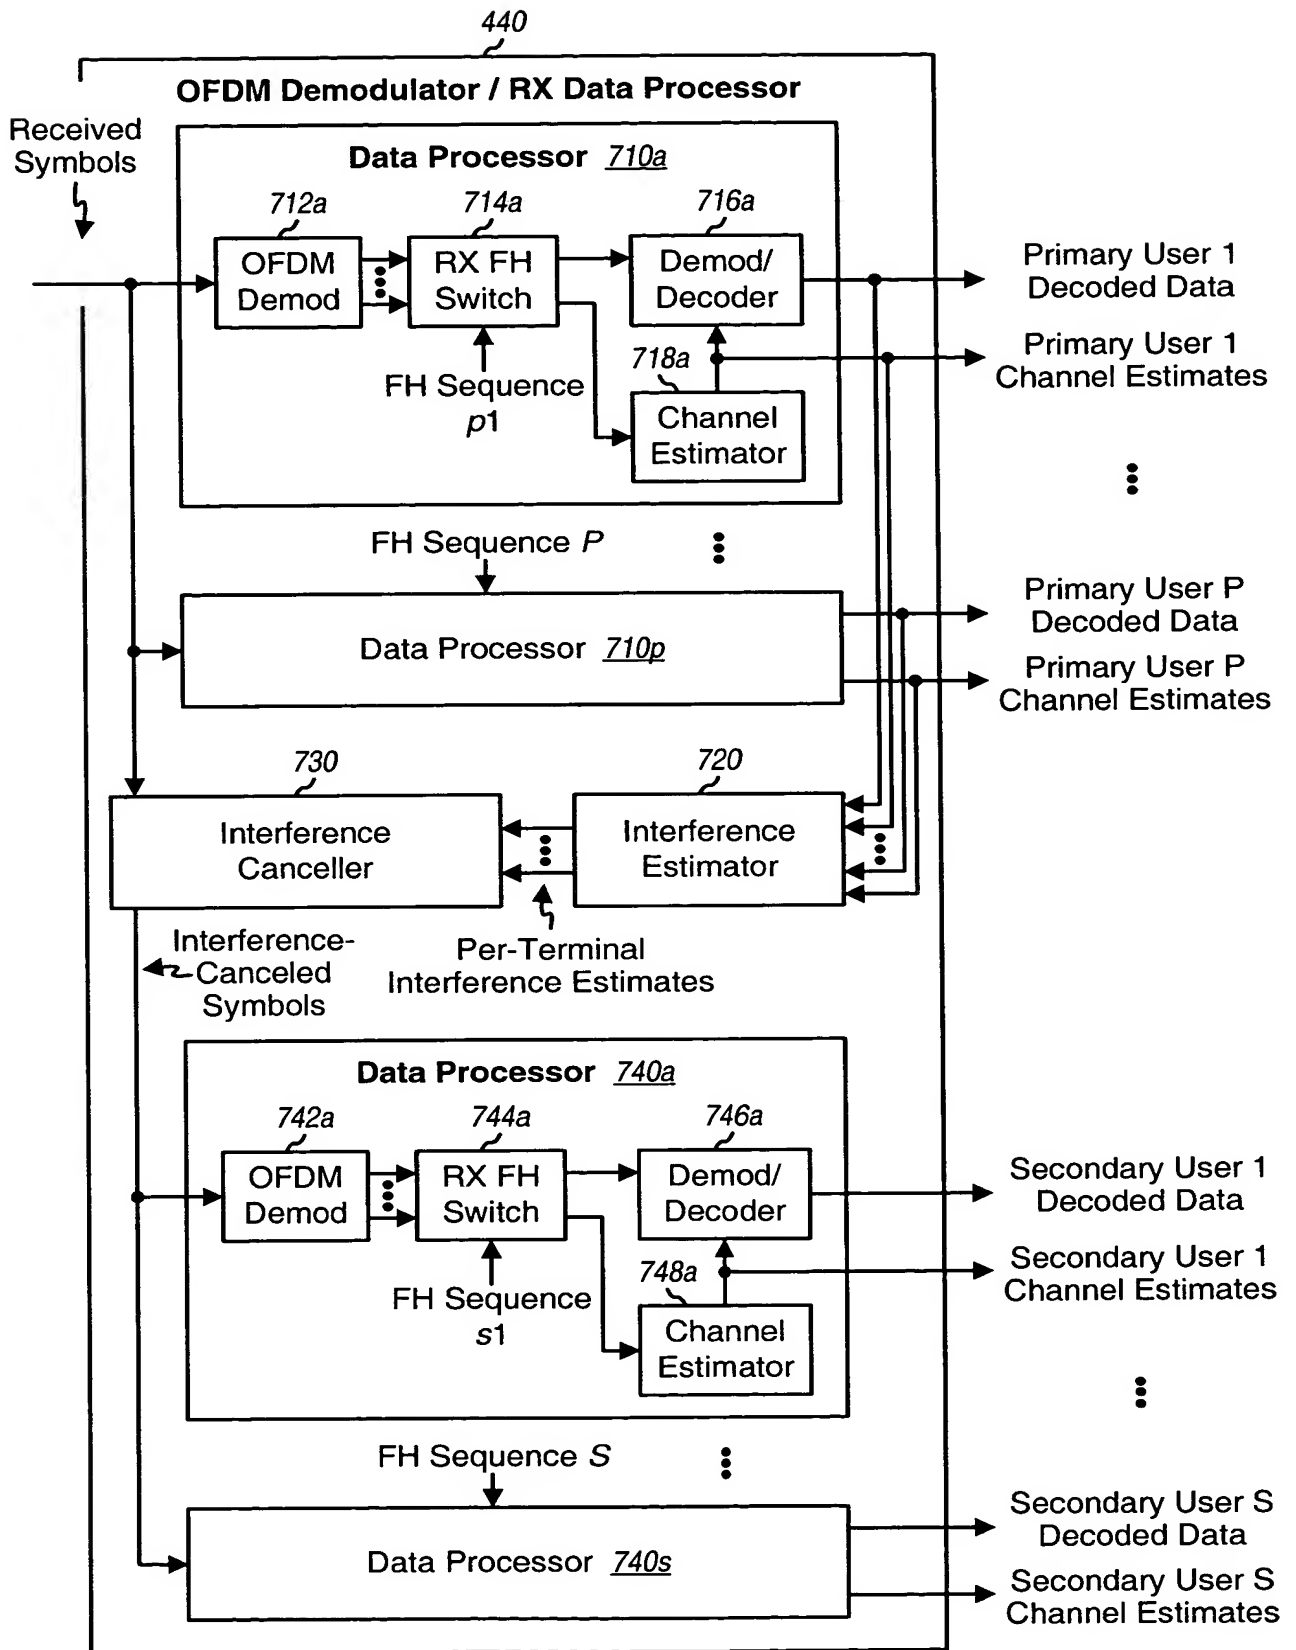 440
OFDM Demodulator / RX Data Processor
Received
Symbols
Data Processor 710a
712a
714a
716a
OFDM
Demod
RX FH
Switch
Demod/
Decoder
Primary User 1
Decoded Data
718a
Primary User 1
Channel Estimates
FH Sequence
p1
Channel
Estimator
FH Sequence P
Data Processor 710p
Primary User P
Decoded Data
Primary User P
Channel Estimates
730
720
Interference
Canceller
Interference
Estimator
Interference-
Canceled
Symbols
Per-Terminal
Interference Estimates
Data Processor 740a
742a
744a
746a
OFDM
Demod
RX FH
Switch
Demod/
Decoder
Secondary User 1
Decoded Data
748a
Secondary User 1
Channel Estimates
FH Sequence
s1
Channel
Estimator
FH Sequence S
Data Processor 740s
Secondary User S
Decoded Data
Secondary User S
Channel Estimates